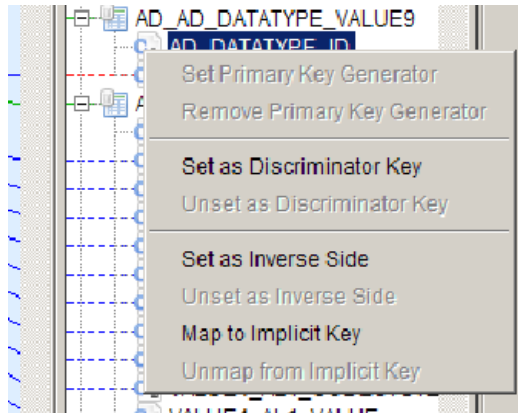 AD_AD_DATATYPE_VALUE9
AD_DATATYPE_ID
Set Primary Key Generator
Remove Primary Key Generator
Set as Discriminator Key
Unset as Discriminator Key
Set as Inverse Side
Unset as Inverse Side
Map to Implicit Key
Unmap from Implicit Key